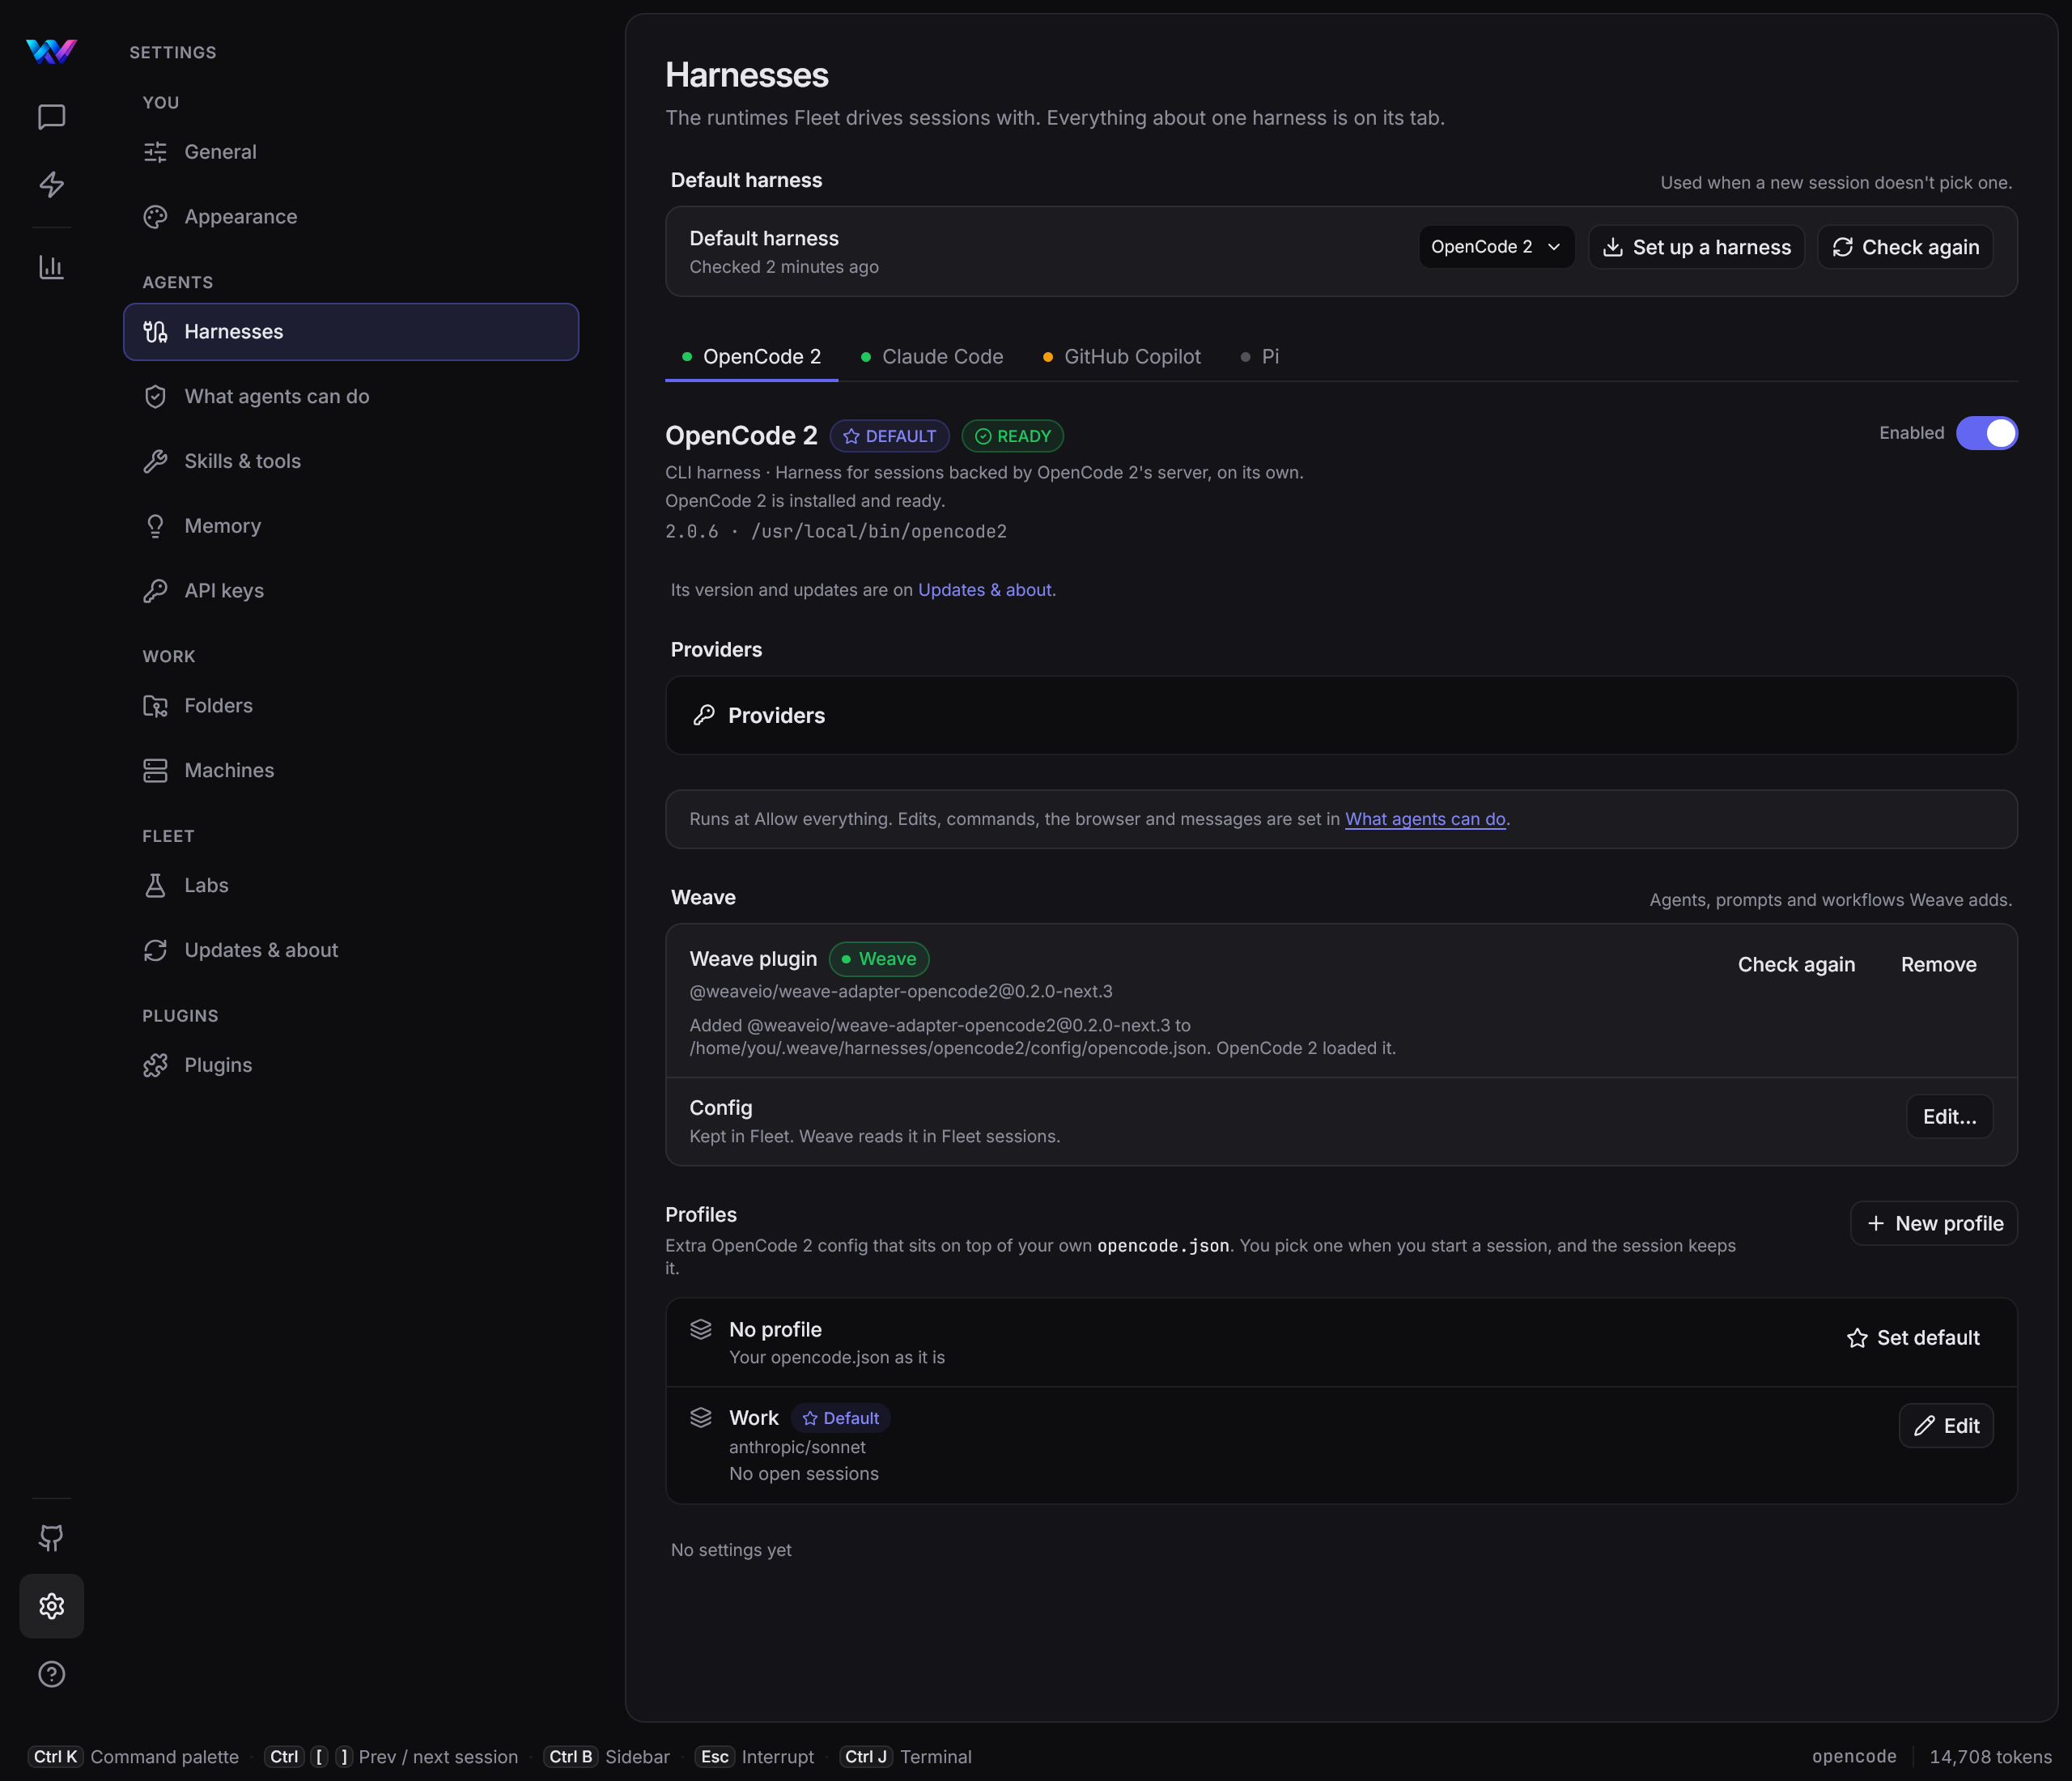 SETTINGS
YOU
General
Appearance
AGENTS
Harnesses
What agents can do
Skills & tools
Memory
API keys
WORK
Folders
Machines
FLEET
Labs
Updates & about
PLUGINS
Plugins
Harnesses
The runtimes Fleet drives sessions with. Everything about one harness is on its tab.
Default harness
Used when a new session doesn't pick one.
Default harness
Checked 2 minutes ago
OpenCode 2
Set up a harness
Check again
OpenCode 2
Claude Code
GitHub Copilot
Pi
OpenCode 2
DEFAULT
READY
Enabled
CLI harness · Harness for sessions backed by OpenCode 2's server, on its own.
OpenCode 2 is installed and ready.
2.0.6 · /usr/local/bin/opencode2
Its version and updates are on Updates & about.
Providers
Providers
Runs at Allow everything. Edits, commands, the browser and messages are set in What agents can do.
Weave
Agents, prompts and workflows Weave adds.
Weave plugin
Weave
Check again
Remove
@weaveio/weave-adapter-opencode2@0.2.0-next.3
Added @weaveio/weave-adapter-opencode2@0.2.0-next.3 to
/home/you/.weave/harnesses/opencode2/config/opencode.json. OpenCode 2 loaded it.
Config
Kept in Fleet. Weave reads it in Fleet sessions.
Edit...
Profiles
New profile
Extra OpenCode 2 config that sits on top of your own opencode.json. You pick one when you start a session, and the session keeps
it.
No profile
Your opencode.json as it is
Set default
Work
Default
anthropic/sonnet
No open sessions
Edit
No settings yet
Ctrl K Command palette · Ctrl [ ] Prev / next session · Ctrl B Sidebar · Esc Interrupt · Ctrl J Terminal
opencode
14,708 tokens